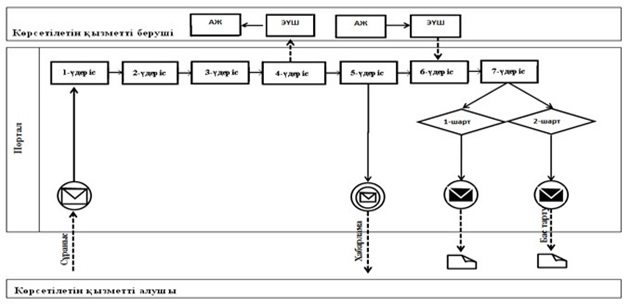 АЖ
ЭҮШ
АЖ
ЭҮШ
Көрсетілетін қызметті беруші
1-үдеріс
2-үдеріс
3-үдеріс
4-үдеріс
5-үдеріс
6-үдеріс
7-үдеріс
Портал
1-шарт
2-шарт
Сұраныс
Хабарлама
Бас тарту
Көрсетілетін қызметті алушы